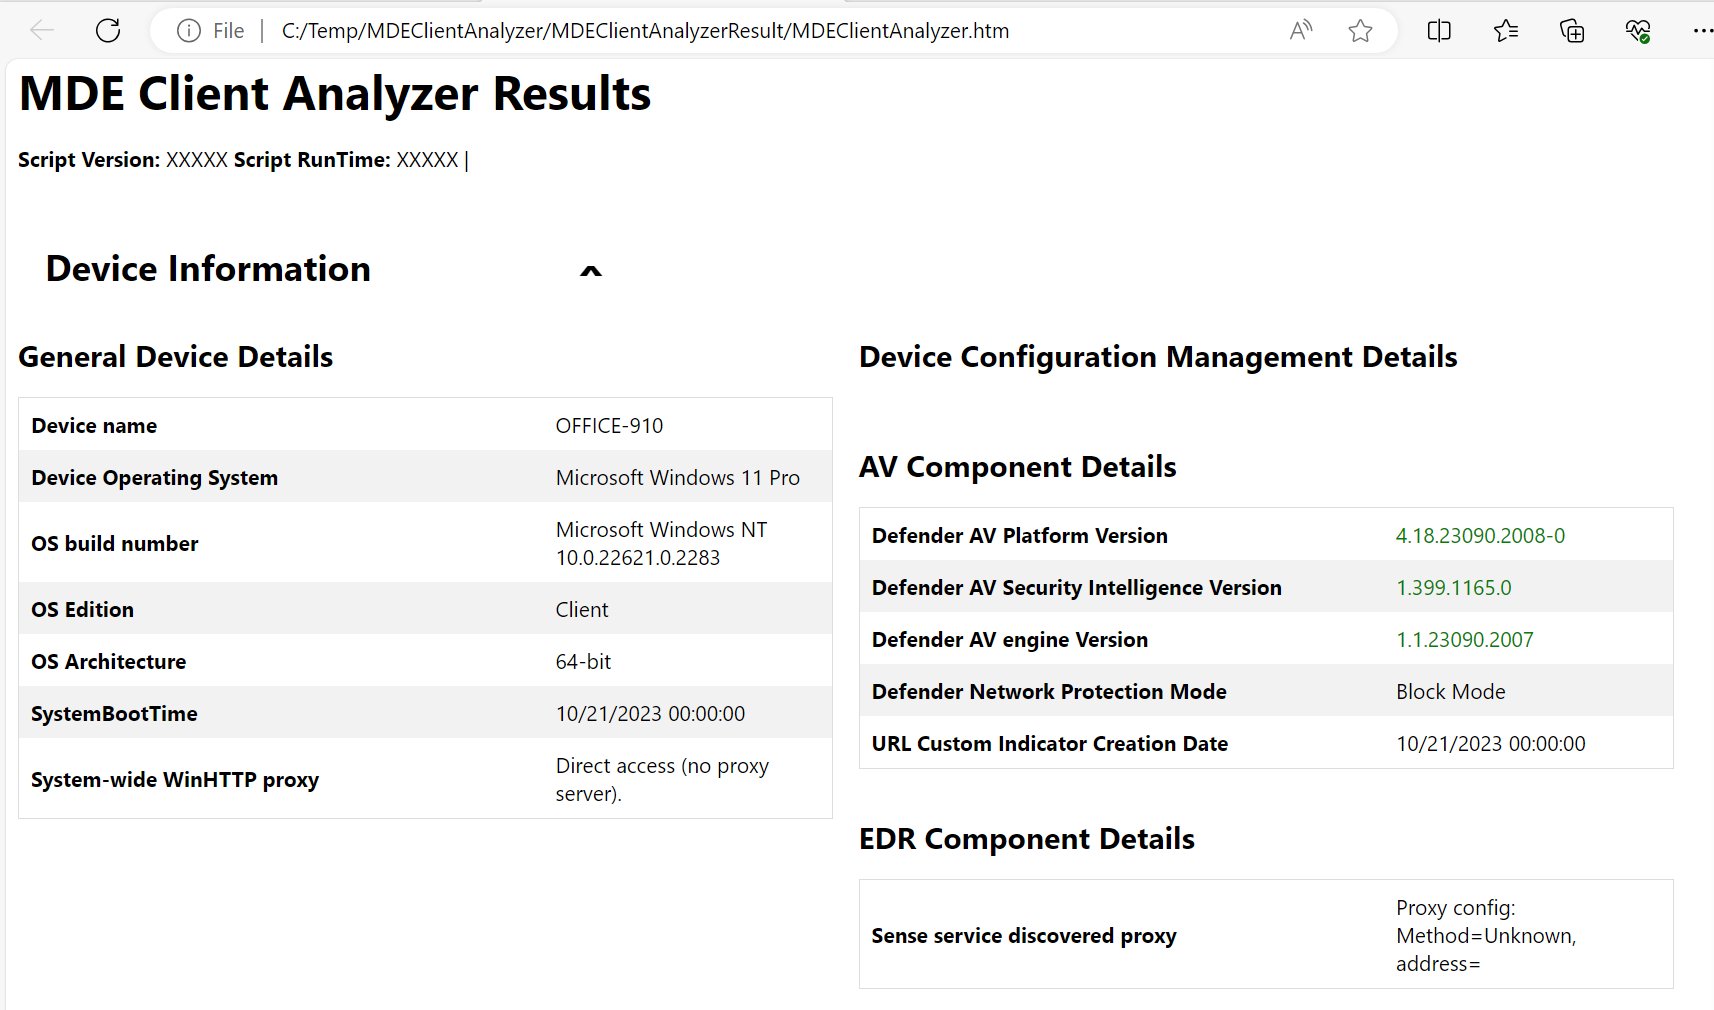 File | C:/Temp/MDEClientAnalyzer/MDEClientAnalyzerResult/MDEClientAnalyzer.htm
MDE Client Analyzer Results
Script Version: XXXXX Script RunTime: XXXXX |
Device Information
General Device Details
Device name OFFICE-910
Device Operating System Microsoft Windows 11 Pro
OS build number Microsoft Windows NT
10.0.22621.0.2283
OS Edition Client
OS Architecture 64-bit
SystemBootTime 10/21/2023 00:00:00
System-wide WinHTTP proxy Direct access (no proxy
server).
Device Configuration Management Details
AV Component Details
Defender AV Platform Version 4.18.23090.2008-0
Defender AV Security Intelligence Version 1.399.1165.0
Defender AV engine Version 1.1.23090.2007
Defender Network Protection Mode Block Mode
URL Custom Indicator Creation Date 10/21/2023 00:00:00
EDR Component Details
Sense service discovered proxy Proxy config:
Method=Unknown,
address=